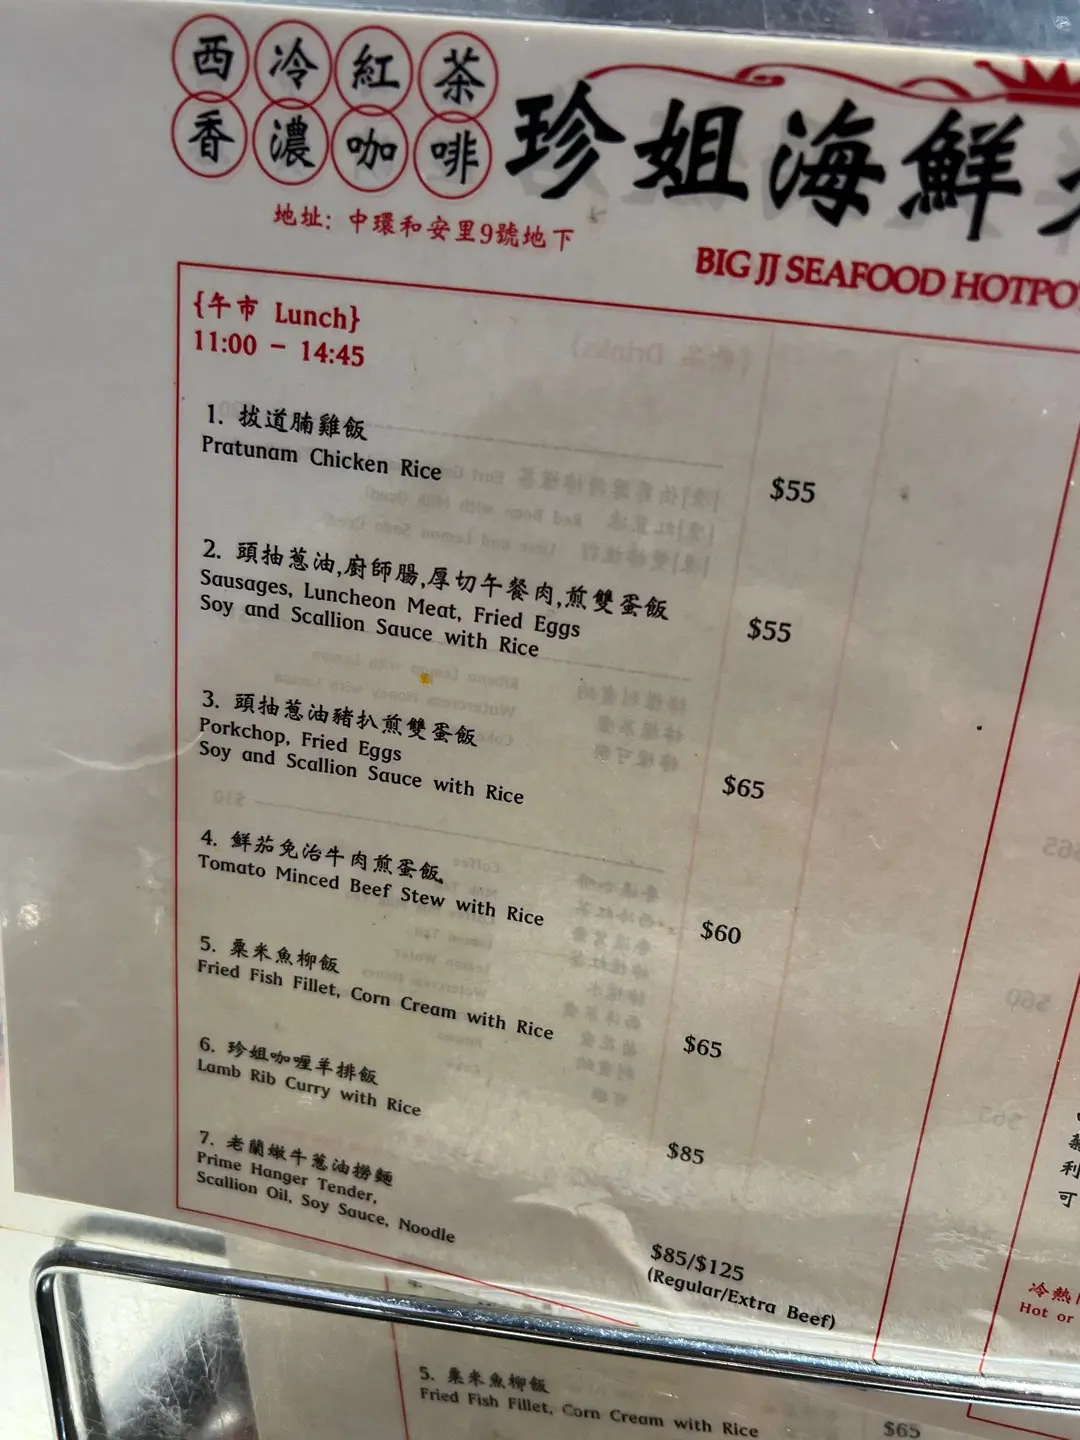 西冷紅茶
香濃咖啡
珍姐海鮮
地址: 中環和安里9號地下
BIG JJ SEAFOOD HOTPO
{午市 Lunch}
11:00 - 14:45
1. 拔道腩雞飯
Pratunam Chicken Rice
$55
2. 頭抽蔥油,廚師腸,厚切午餐肉,煎雙蛋飯
Sausages, Luncheon Meat, Fried Eggs
Soy and Scallion Sauce with Rice
$55
3. 頭抽蔥油豬扒煎雙蛋飯
Porkchop, Fried Eggs
Soy and Scallion Sauce with Rice
$65
4. 鮮茄免治牛肉煎蛋飯
Tomato Minced Beef Stew with Rice
$60
5. 粟米魚柳飯
Fried Fish Fillet, Corn Cream with Rice
$65
6. 珍姐咖喱羊排飯
Lamb Rib Curry with Rice
$85
7. 老蘭嫩牛蔥油撈麵
Prime Hanger Tender,
Scallion Oil, Soy Sauce, Noodle
$85/$125
(Regular/Extra Beef)
利
可
冷熱
Hot or
5. 粟米魚柳飯
Fried Fish Fillet, Corn Cream with Rice
$65